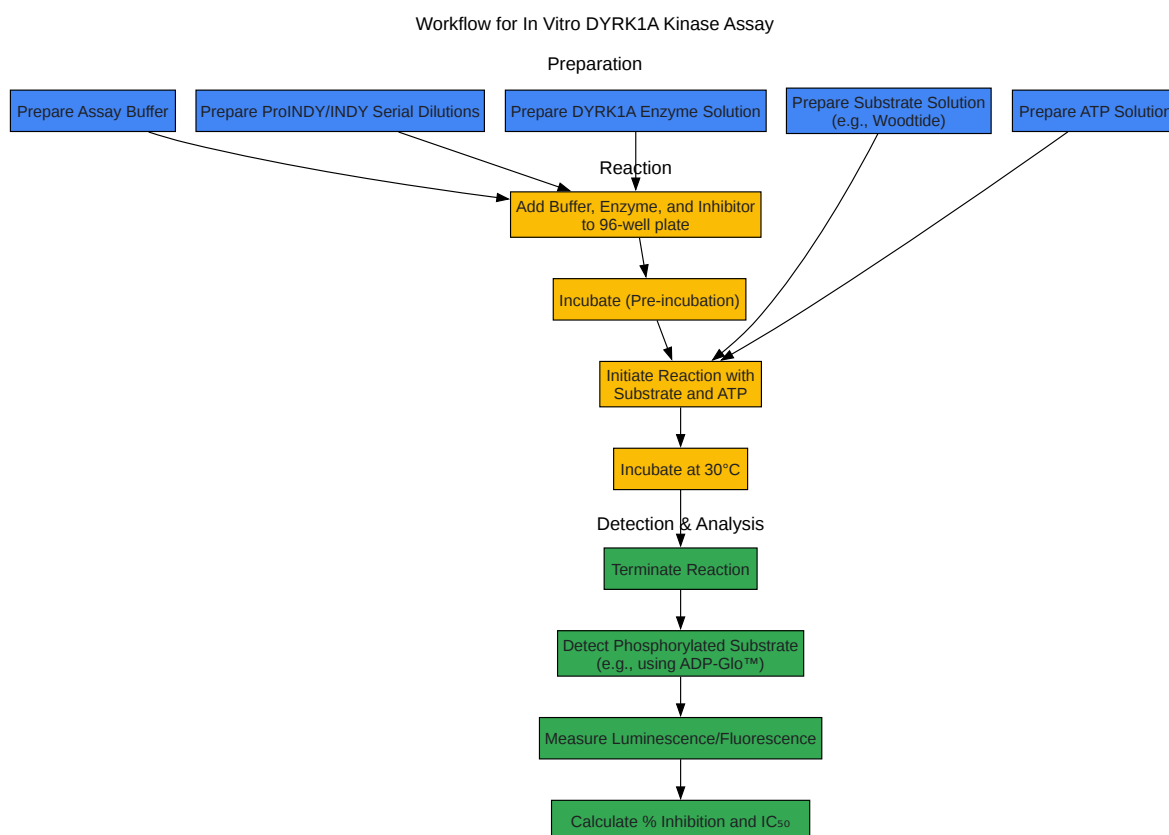 Workflow for In Vitro DYRK1A Kinase Assay
Preparation
Prepare Assay Buffer
Prepare ProINDY/INDY Serial Dilutions
Prepare DYRK1A Enzyme Solution
Prepare Substrate Solution
(e.g., Woodtide)
Prepare ATP Solution
Reaction
Add Buffer, Enzyme, and Inhibitor
to 96-well plate
Incubate (Pre-incubation)
Initiate Reaction with
Substrate and ATP
Incubate at 30°C
Detection & Analysis
Terminate Reaction
Detect Phosphorylated Substrate
(e.g., using ADP-Glo™)
Measure Luminescence/Fluorescence
Calculate % Inhibition and IC₅₀